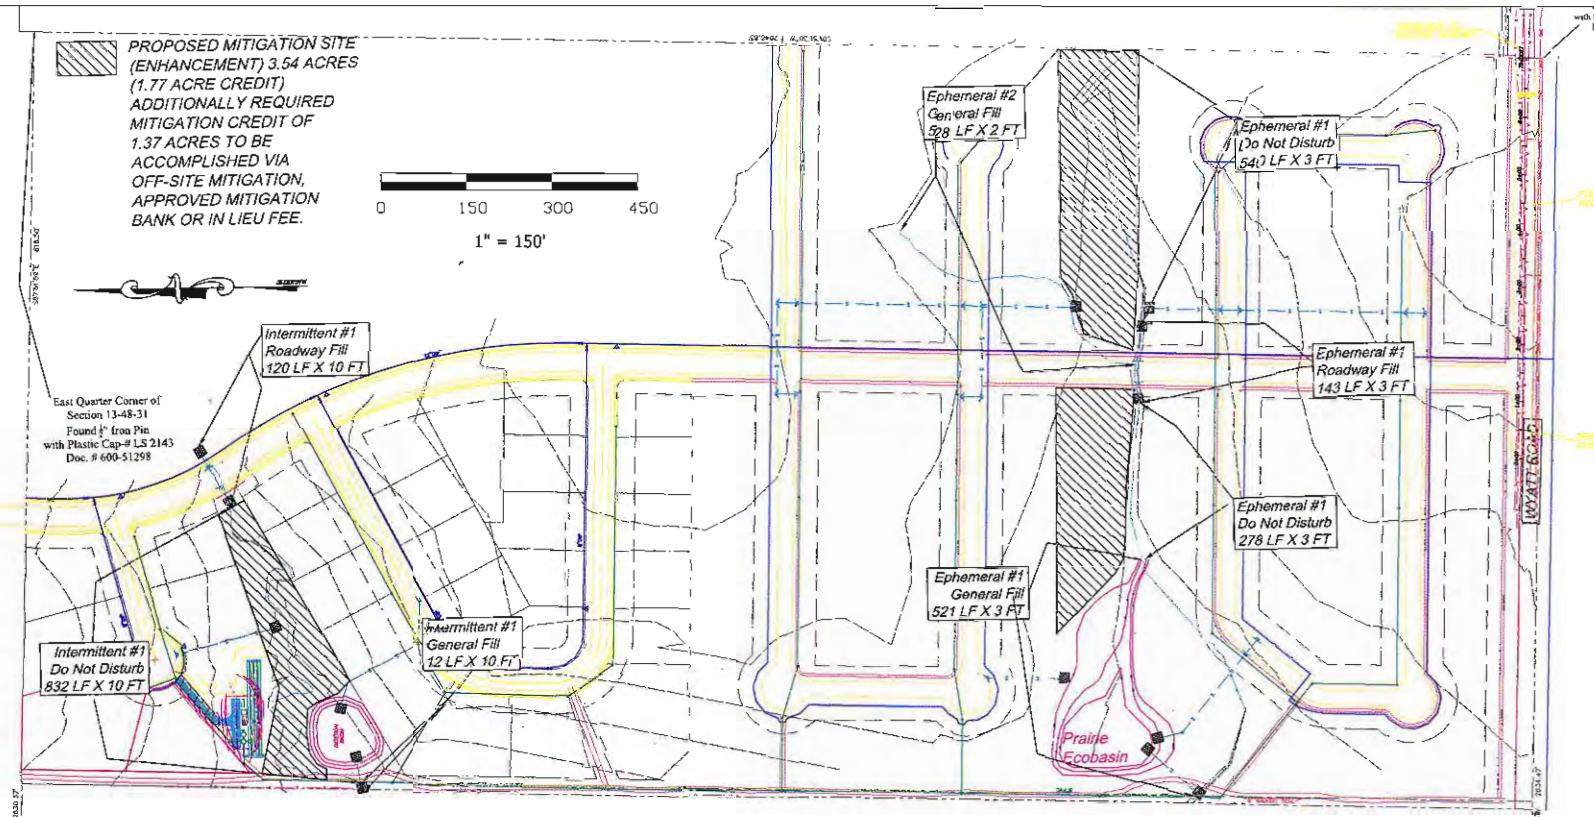 PROPOSED MITIGATION SITE
(ENHANCEMENT) 3.54 ACRES
(1.77 ACRE CREDIT)
ADDITIONALLY REQUIRED
MITIGATION CREDIT OF
1.37 ACRES TO BE
ACCOMPLISHED VIA
OFF-SITE MITIGATION,
APPROVED MITIGATION
BANK OR IN LIEU FEE.
0 150 300 450
1" = 150'
Ephemeral #2
General Fill
528 LF X 2 FT
Ephemeral #1
Do Not Disturb
540 LF X 3 FT
Intermittent #1
Roadway Fill
120 LF X 10 FT
Ephemeral #1
Roadway Fill
143 LF X 3 FT
East Quarter Corner of
Section 13-48-31
Found ½" Iron Pin
with Plastic Cap-# LS 2143
Doc. # 600-51298
WYATT ROAD
Ephemeral #1
Do Not Disturb
278 LF X 3 FT
Ephemeral #1
General Fill
521 LF X 3 FT
Intermittent #1
General Fill
12 LF X 10 FT
Intermittent #1
Do Not Disturb
832 LF X 10 FT
Prairie
Ecobasin